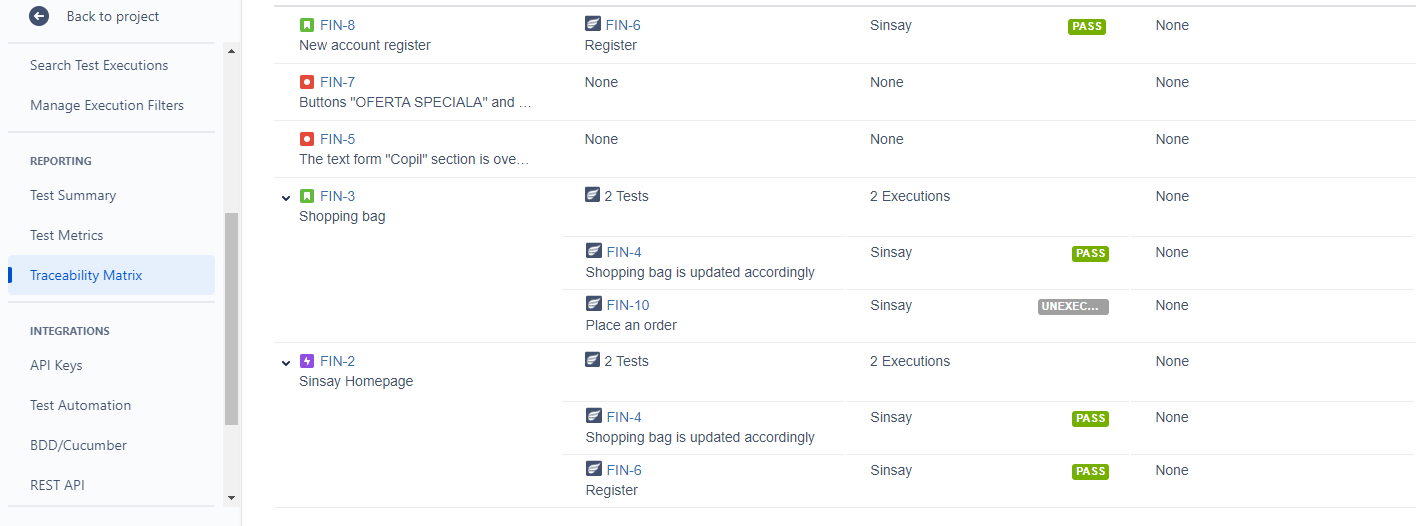 Back to project
Search Test Executions
Manage Execution Filters
REPORTING
Test Summary
Test Metrics
Traceability Matrix
INTEGRATIONS
API Keys
Test Automation
BDD/Cucumber
REST API
FIN-8 FIN-6 Sinsay PASS None
New account register Register
FIN-7 None None None
Buttons "OFERTA SPECIALA" and …
FIN-5 None None None
The text form "Copil" section is ove…
FIN-3 2 Tests 2 Executions None
Shopping bag
FIN-4 Sinsay PASS None
Shopping bag is updated accordingly
FIN-10 Sinsay UNEXEC... None
Place an order
FIN-2 2 Tests 2 Executions None
Sinsay Homepage
FIN-4 Sinsay PASS None
Shopping bag is updated accordingly
FIN-6 Sinsay PASS None
Register